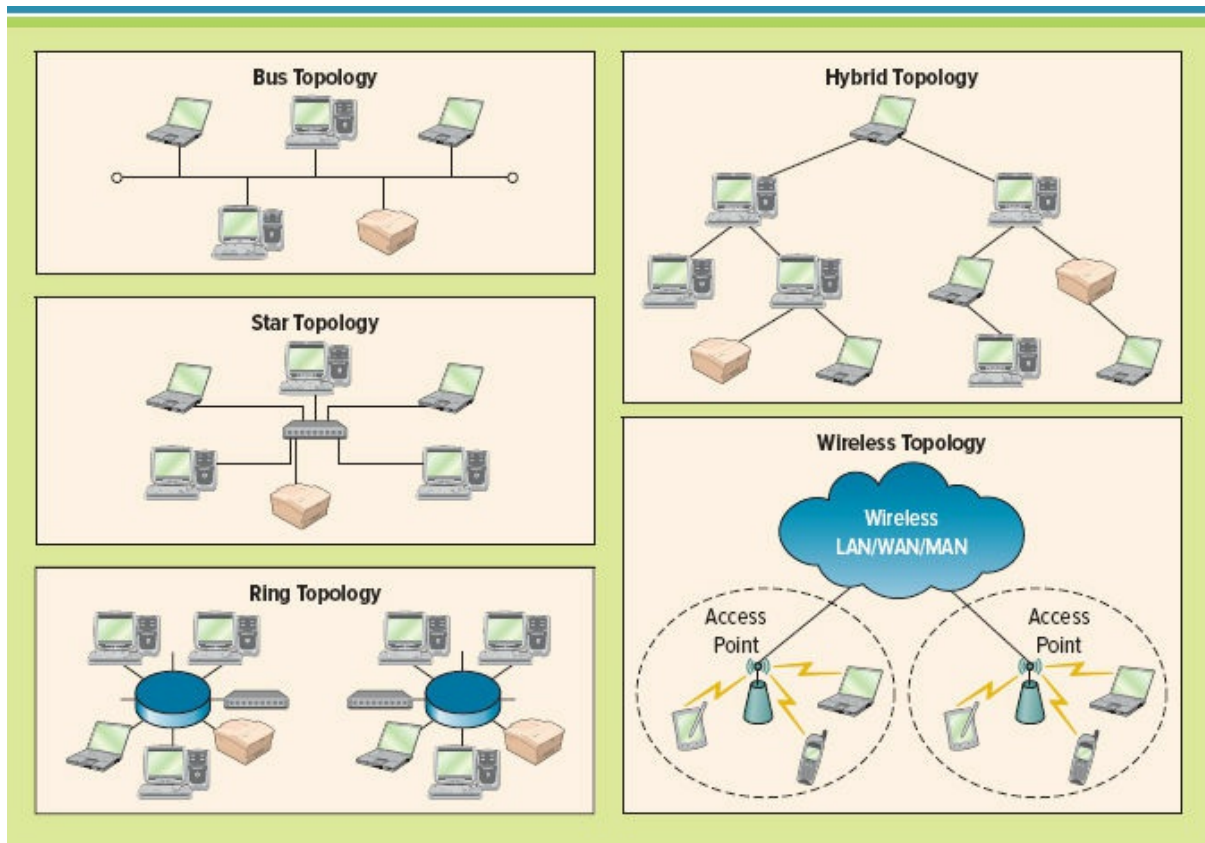 Bus Topology
Star Topology
Ring Topology
Hybrid Topology
Wireless Topology
Wireless
LAN/WAN/MAN
Access
Point
Access
Point